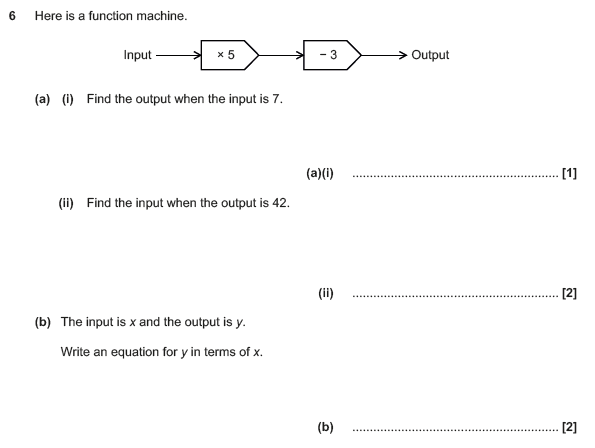 6 Here is a function machine.
Input × 5 − 3 Output
(a) (i) Find the output when the input is 7.
(a)(i) ........................................................... [1]
(ii) Find the input when the output is 42.
(ii) ........................................................... [2]
(b) The input is x and the output is y.
Write an equation for y in terms of x.
(b) ........................................................... [2]